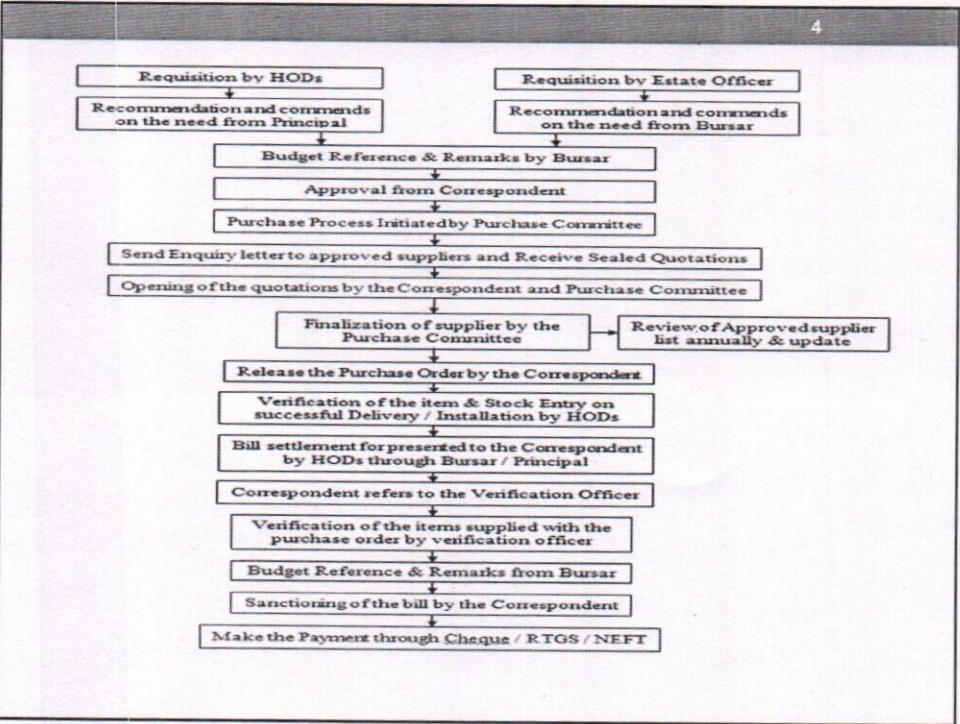 4
Requisition by HODs
Requisition by Estate Officer
Recommendation and commends
on the need from Principal
Recommendation and commends
on the need from Bursar
Budget Reference & Remarks by Bursar
Approval from Correspondent
Purchase Process Initiated by Purchase Committee
Send Enquiry letter to approved suppliers and Receive Sealed Quotations
Opening of the quotations by the Correspondent and Purchase Committee
Finalization of supplier by the
Purchase Committee
Review of Approved supplier
list annually & update
Release the Purchase Order by the Correspondent
Verification of the item & Stock Entry on
successful Delivery / Installation by HODs
Bill settlement for presented to the Correspondent
by HODs through Bursar / Principal
Correspondent refers to the Verification Officer
Verification of the items supplied with the
purchase order by verification officer
Budget Reference & Remarks from Bursar
Sanctioning of the bill by the Correspondent
Make the Payment through Cheque / RTGS / NEFT